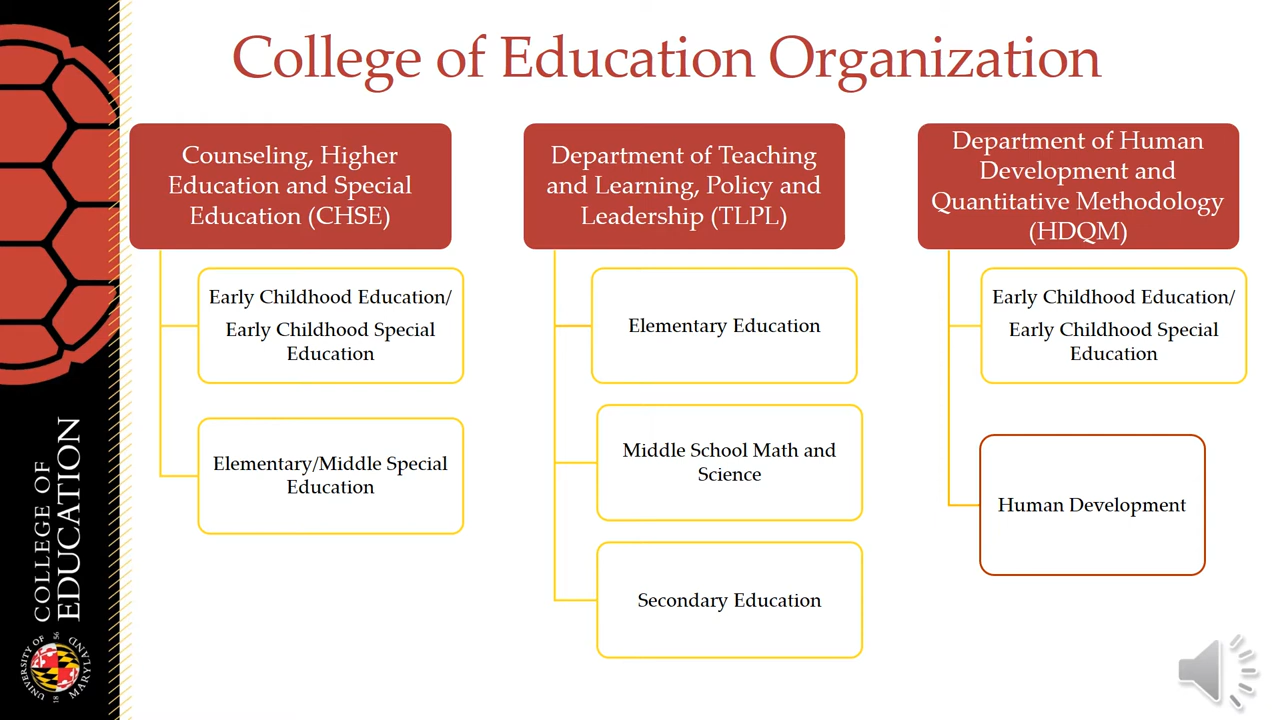 College of Education Organization
Counseling, Higher
Education and Special
Education (CHSE)
Early Childhood Education/
Early Childhood Special
Education
Elementary/Middle Special
Education
Department of Teaching
and Learning, Policy and
Leadership (TLPL)
Elementary Education
Middle School Math and
Science
Secondary Education
Department of Human
Development and
Quantitative Methodology
(HDQM)
Early Childhood Education/
Early Childhood Special
Education
Human Development
COLLEGE OF
EDUCATION
UNIVERSITY OF
MARYLAND
18 56